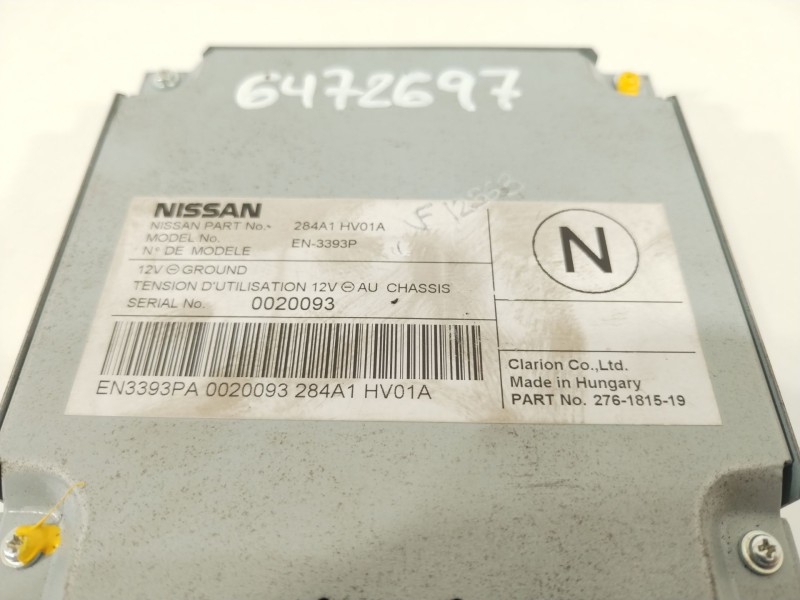 6472697
NISSAN
NISSAN PART No.- 284A1 HV01A
MODEL No. EN-3393P
N° DE MODELE
12V ⊖ GROUND
TENSION D'UTILISATION 12V ⊖ AU CHASSIS
SERIAL No. 0020093
EN3393PA 0020093 284A1 HV01A
N
Clarion Co.,Ltd.
Made in Hungary
PART No. 276-1815-19